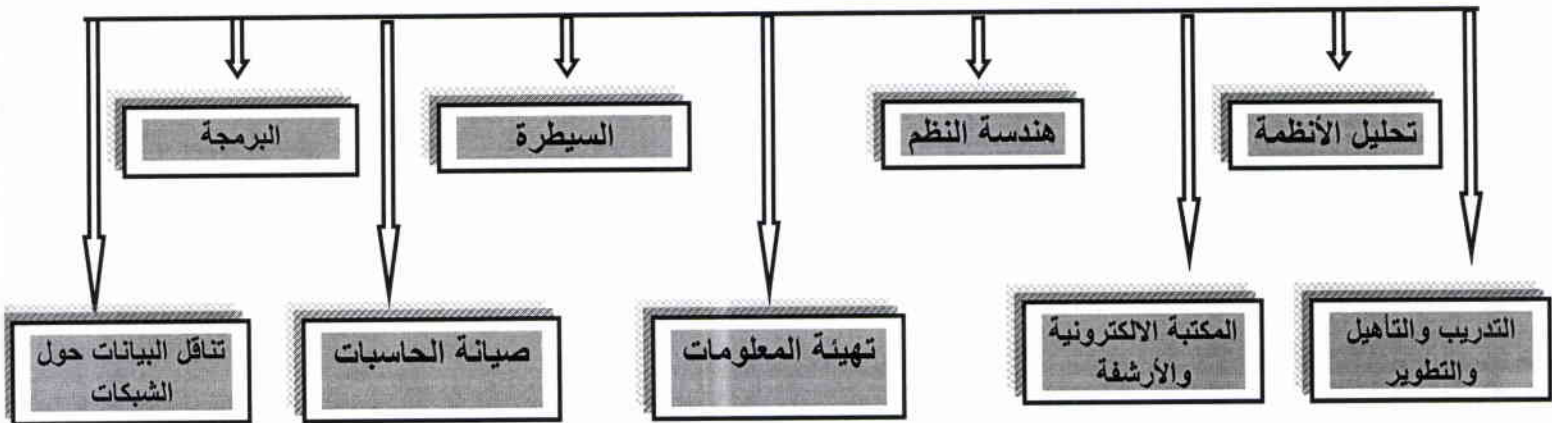 تحليل الأنظمة
هندسة النظم
السيطرة
البرمجة
التدريب والتأهيل
والتطوير
المكتبة الالكترونية
والأرشفة
تهيئة المعلومات
صيانة الحاسبات
تناقل البيانات حول
الشبكات